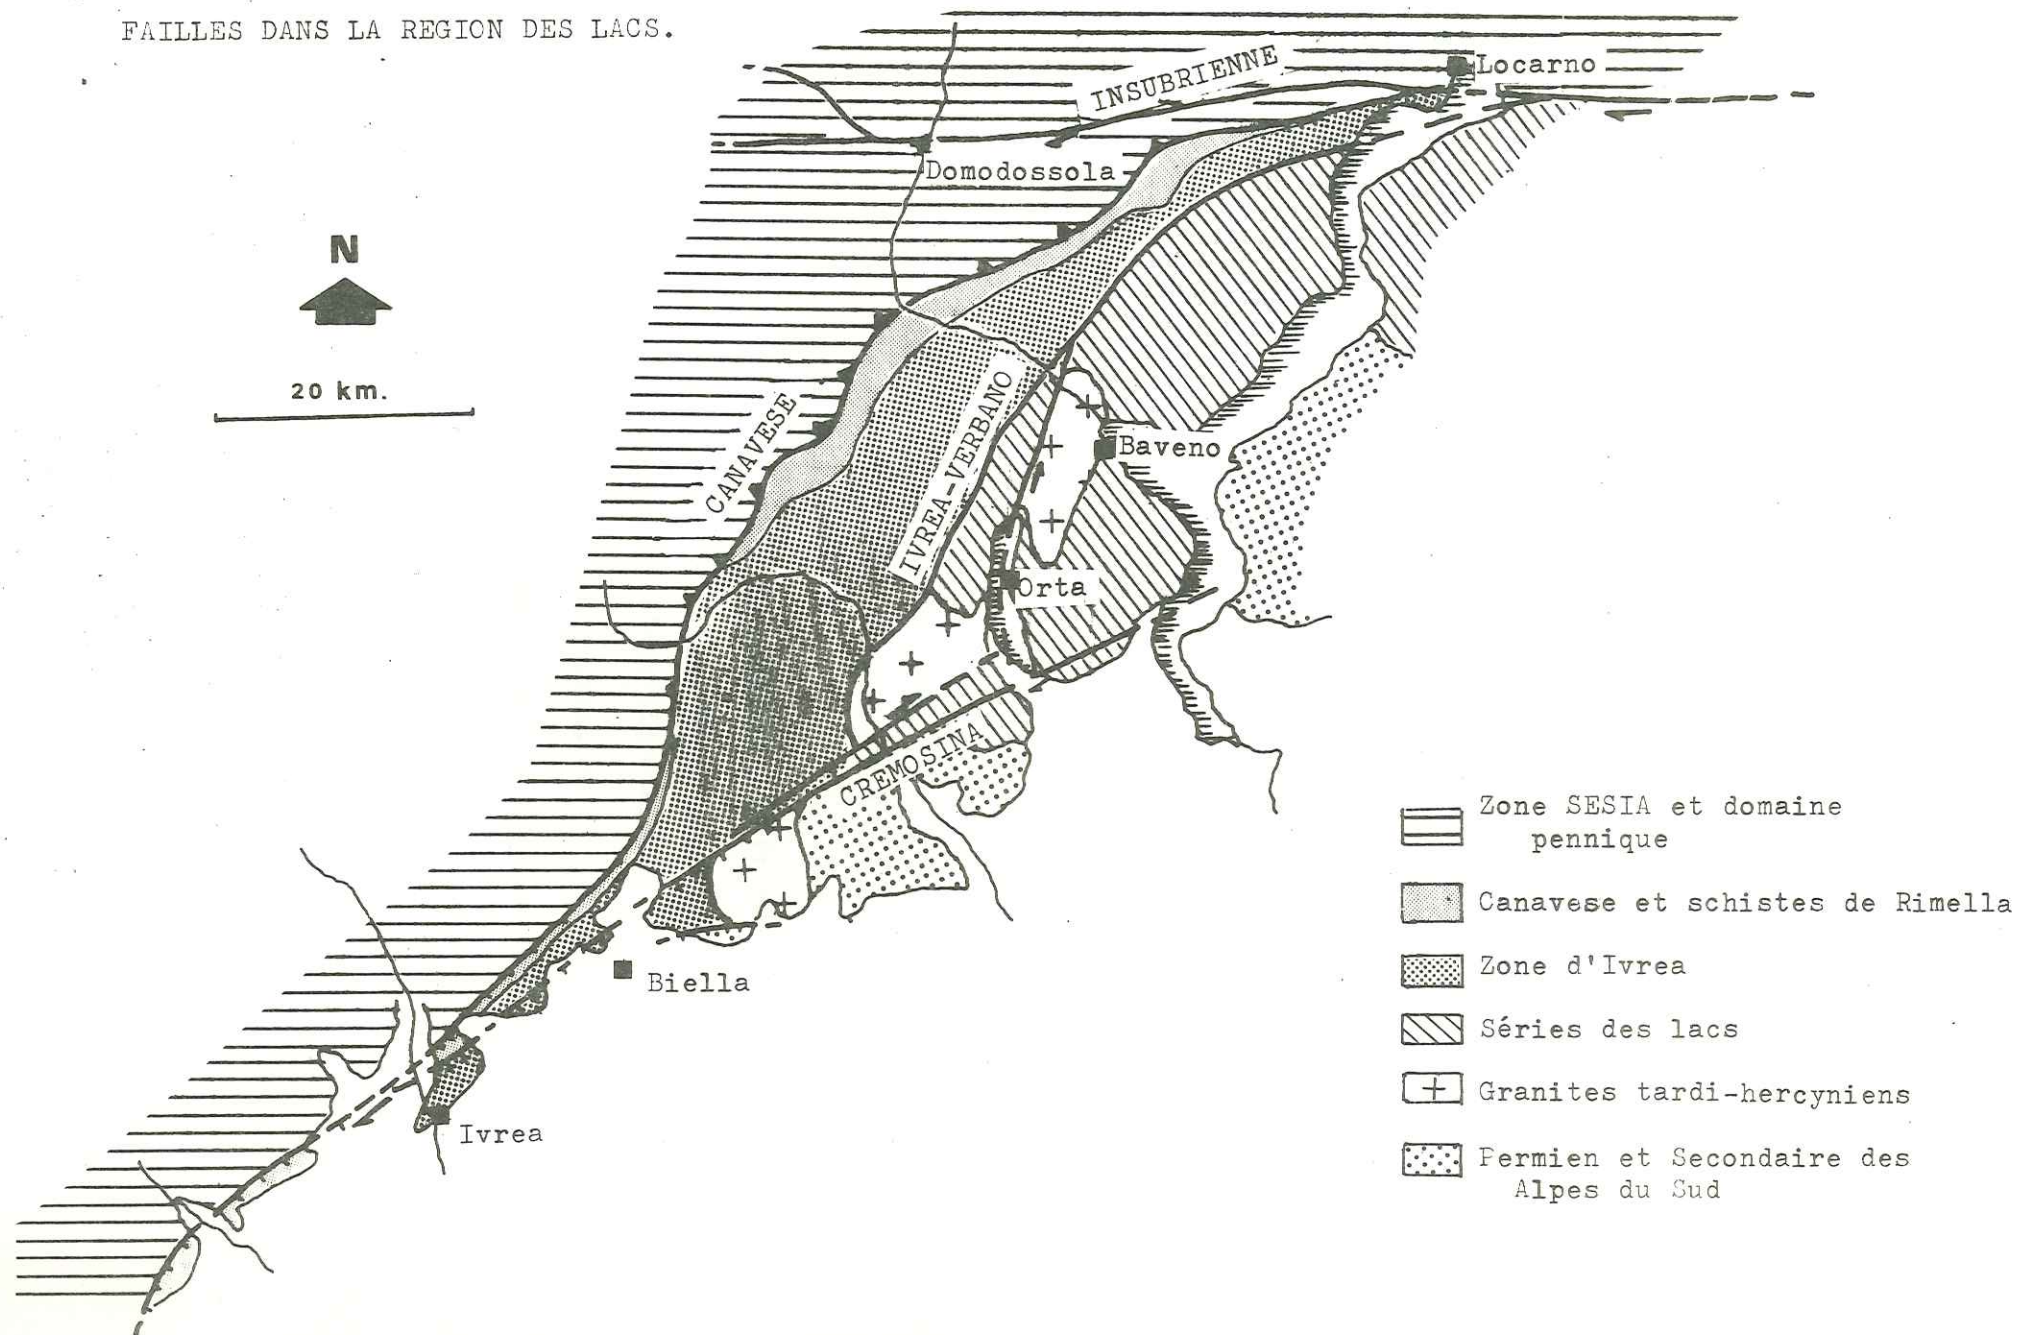 FAILLES DANS LA REGION DES LACS.
INSUBRIENNE
Locarno
Domodossola
N
20 km.
CANAVESE
IVREA-VERBANO
Baveno
Orta
CREMOSINA
Biella
Ivrea
Zone SESIA et domaine
pennique
Canavese et schistes de Rimella
Zone d'Ivrea
Séries des lacs
Granites tardi-hercyniens
Permien et Secondaire des
Alpes du Sud